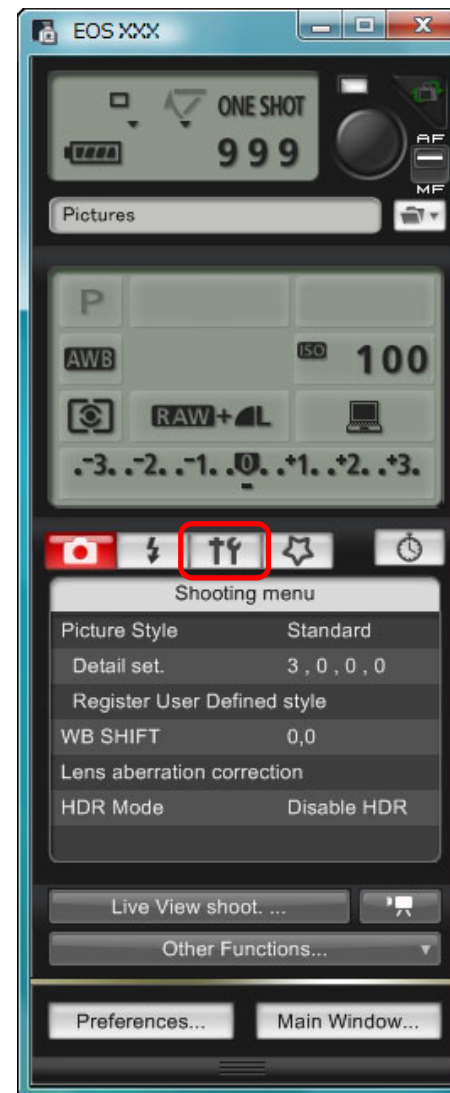 EOS XXX
ONE SHOT
999
AF
MF
Pictures
P
AWB
ISO 100
RAW+L
.-3. .-2. .-1. .0. .+1. .+2. .+3.
Shooting menu
Picture Style Standard
Detail set. 3 , 0 , 0 , 0
Register User Defined style
WB SHIFT 0,0
Lens aberration correction
HDR Mode Disable HDR
Live View shoot. ...
Other Functions...
Preferences... Main Window...